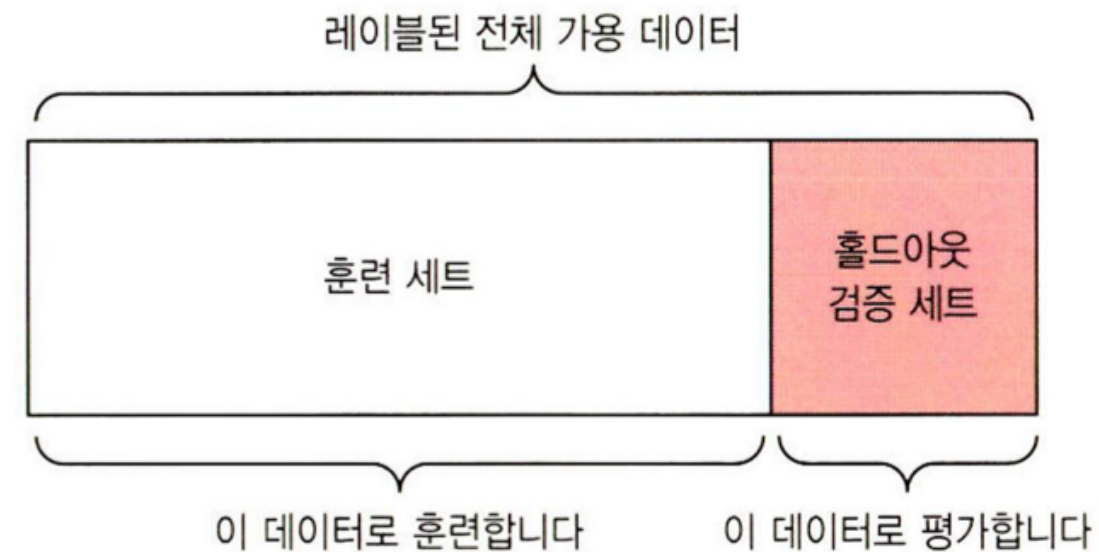 레이블된 전체 가용 데이터
훈련 세트
홀드아웃
검증 세트
이 데이터로 훈련합니다
이 데이터로 평가합니다